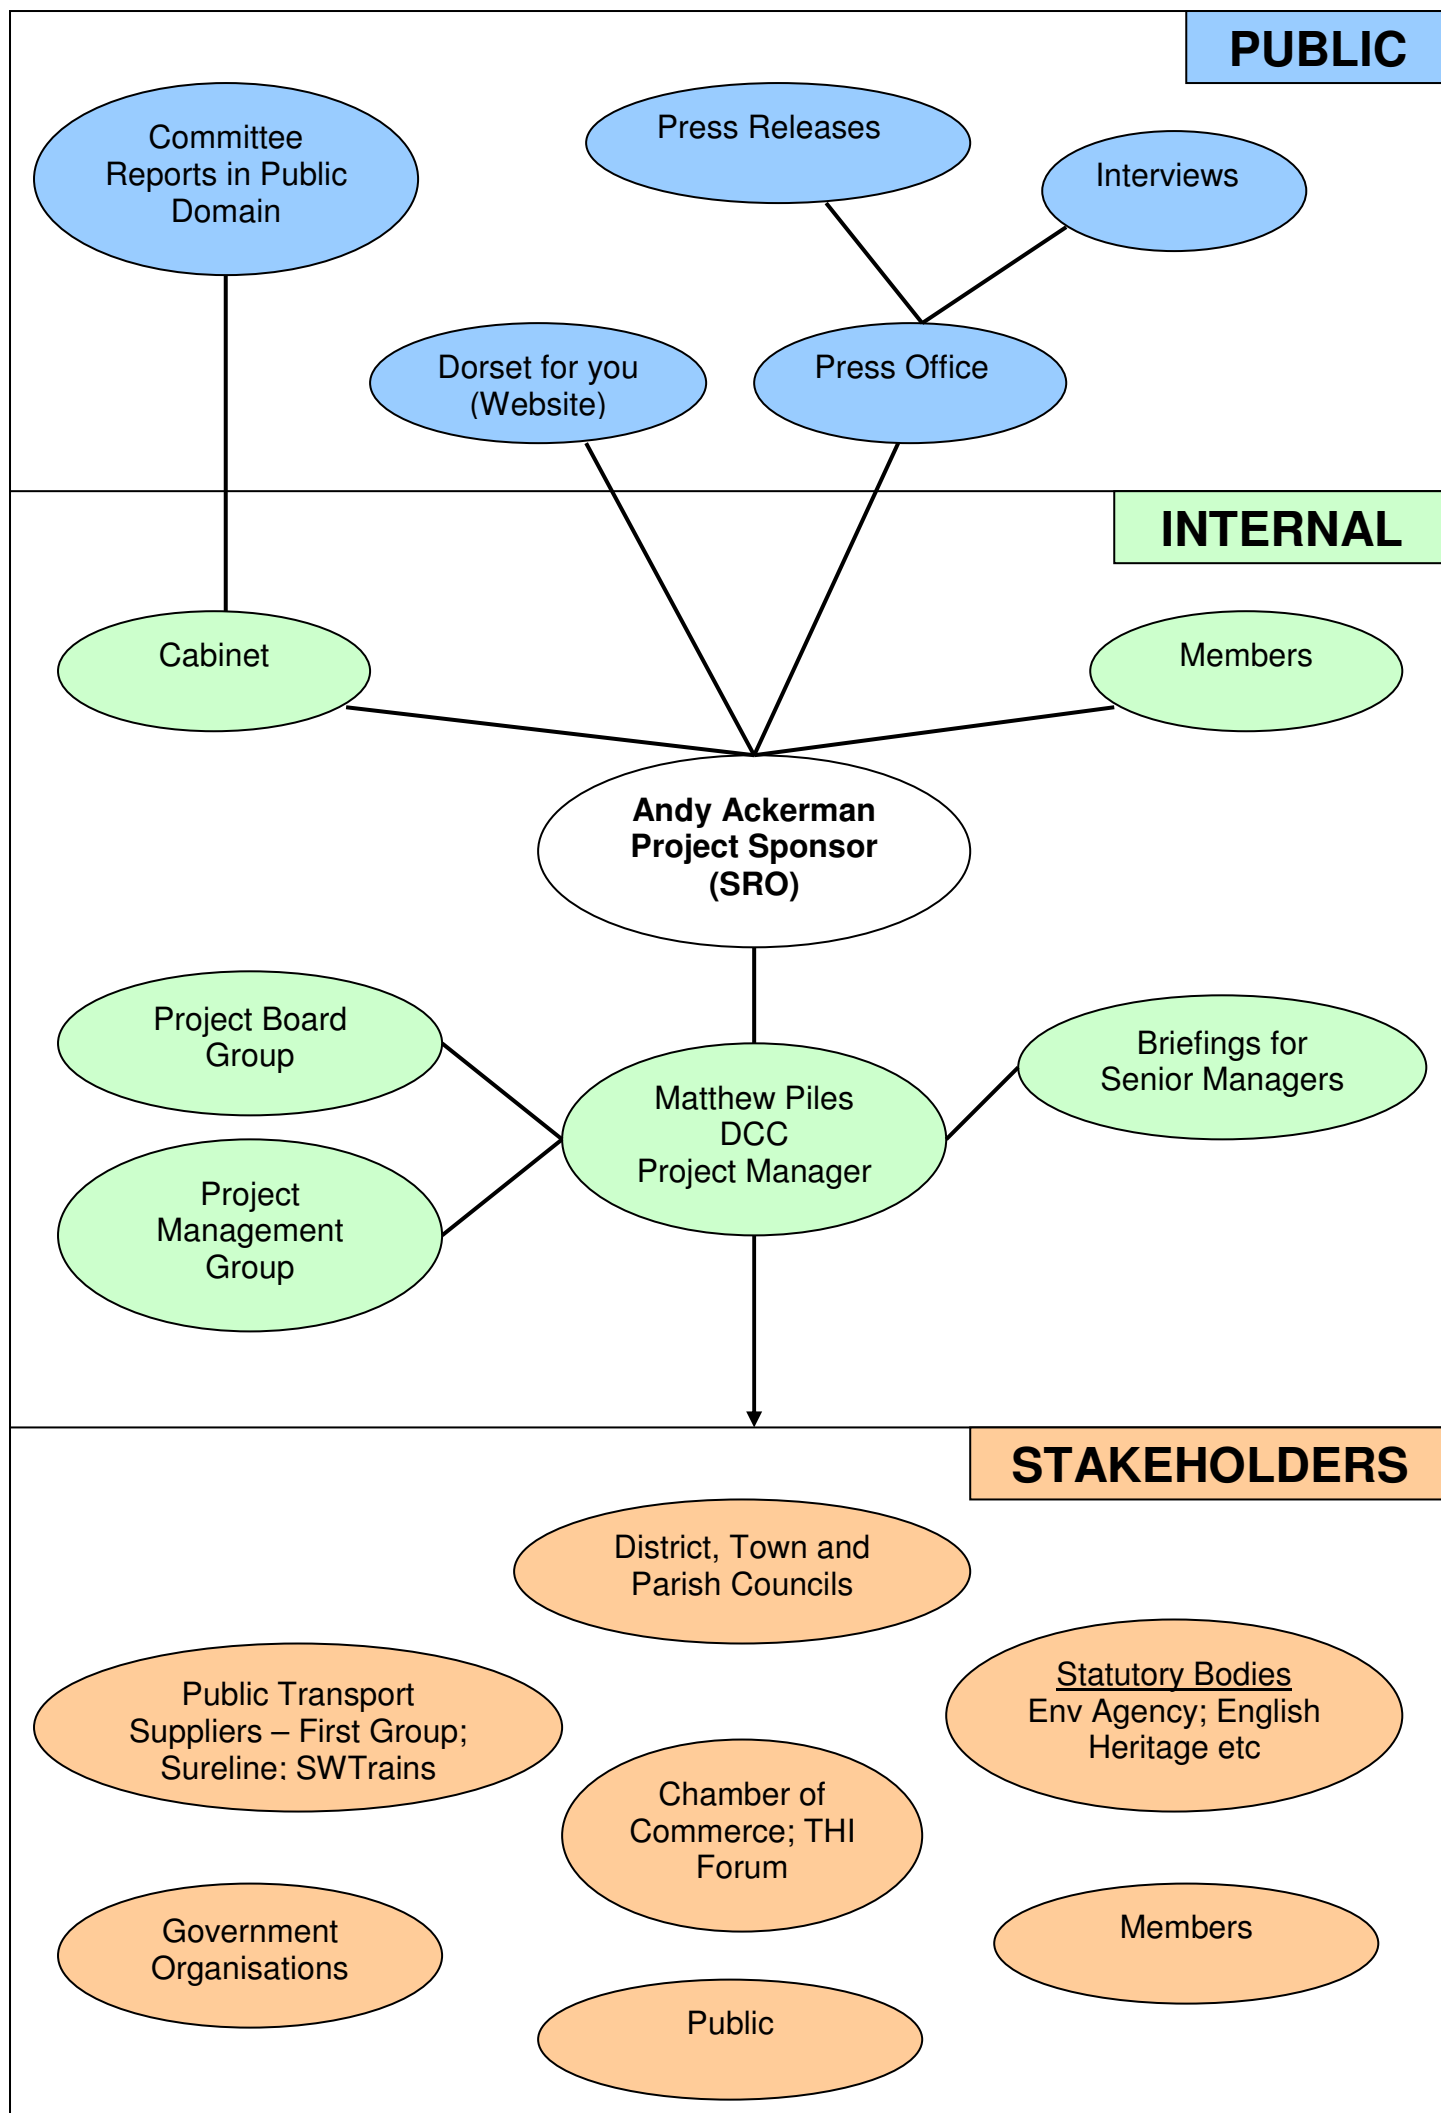 PUBLIC
Committee
Reports in Public
Domain
Press Releases
Interviews
Dorset for you
(Website)
Press Office
INTERNAL
Cabinet
Members
Andy Ackerman
Project Sponsor
(SRO)
Project Board
Group
Matthew Piles
DCC
Project Manager
Briefings for
Senior Managers
Project
Management
Group
STAKEHOLDERS
District, Town and
Parish Councils
Public Transport
Suppliers – First Group;
Sureline; SWTrains
Statutory Bodies
Env Agency; English
Heritage etc
Chamber of
Commerce; THI
Forum
Government
Organisations
Members
Public